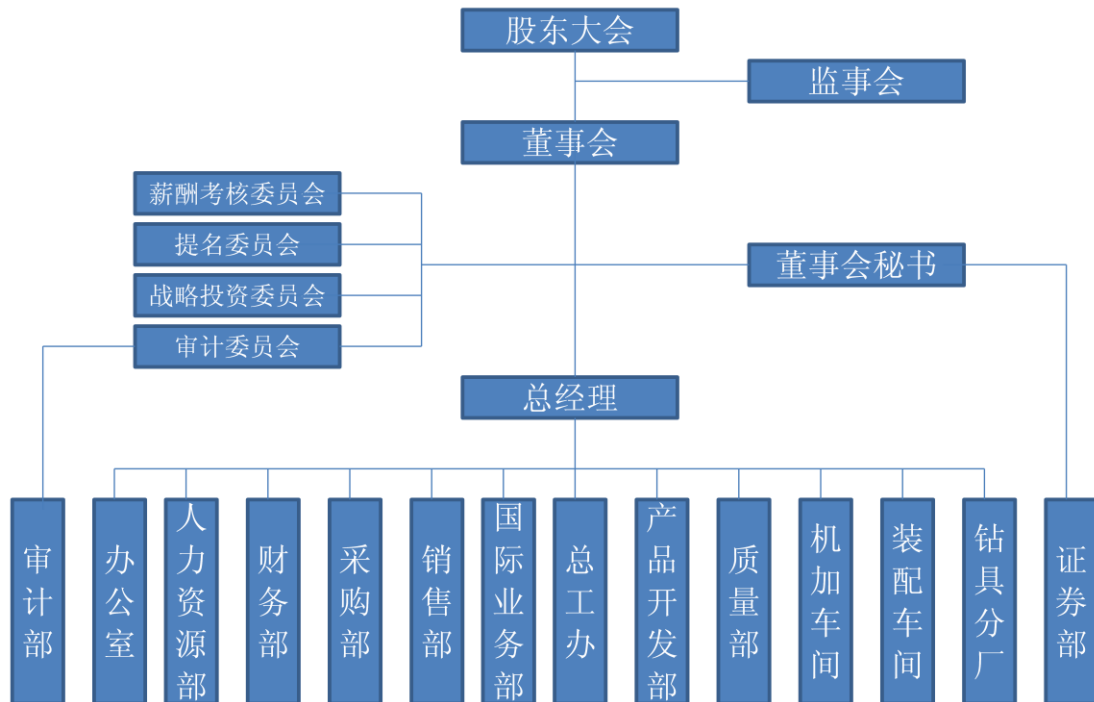 股东大会
监事会
董事会
薪酬考核委员会
提名委员会
董事会秘书
战略投资委员会
审计委员会
总经理
审计部
办公室
人力资源部
财务部
采购部
销售部
国际业务部
总工办
产品开发部
质量部
机加车间
装配车间
钻具分厂
证券部